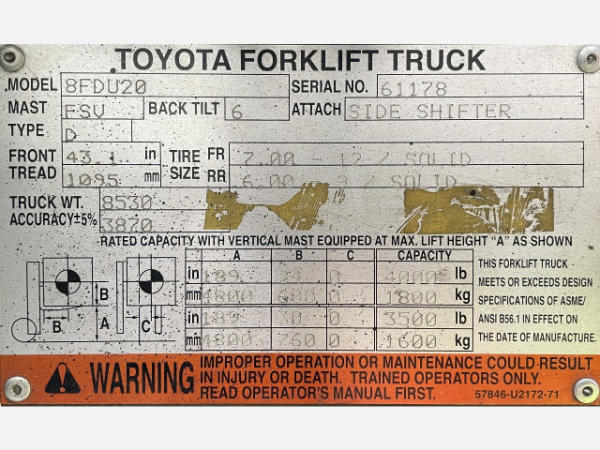 TOYOTA FORKLIFT TRUCK
MODEL 8FDU20 SERIAL NO. 61178
MAST FSV BACK TILT 6 ATTACH SIDE SHIFTER
TYPE D
FRONT TREAD 43.1 in TIRE SIZE FR 7.00 - 12 / SOLID
1095 mm RR 6.00 - 9 / SOLID
TRUCK WT. 8530 lb
ACCURACY±5% 3870
RATED CAPACITY WITH VERTICAL MAST EQUIPPED AT MAX. LIFT HEIGHT "A" AS SHOWN
A B C CAPACITY
in 189 24 0 4000 lb
mm 4800 600 0 1800 kg
in 189 30 0 3500 lb
mm 4800 760 0 1600 kg
B A B C
THIS FORKLIFT TRUCK
MEETS OR EXCEEDS DESIGN
SPECIFICATIONS OF ASME/
ANSI B56.1 IN EFFECT ON
THE DATE OF MANUFACTURE.
WARNING
IMPROPER OPERATION OR MAINTENANCE COULD RESULT
IN INJURY OR DEATH. TRAINED OPERATORS ONLY.
READ OPERATOR'S MANUAL FIRST. 57846-U2172-71